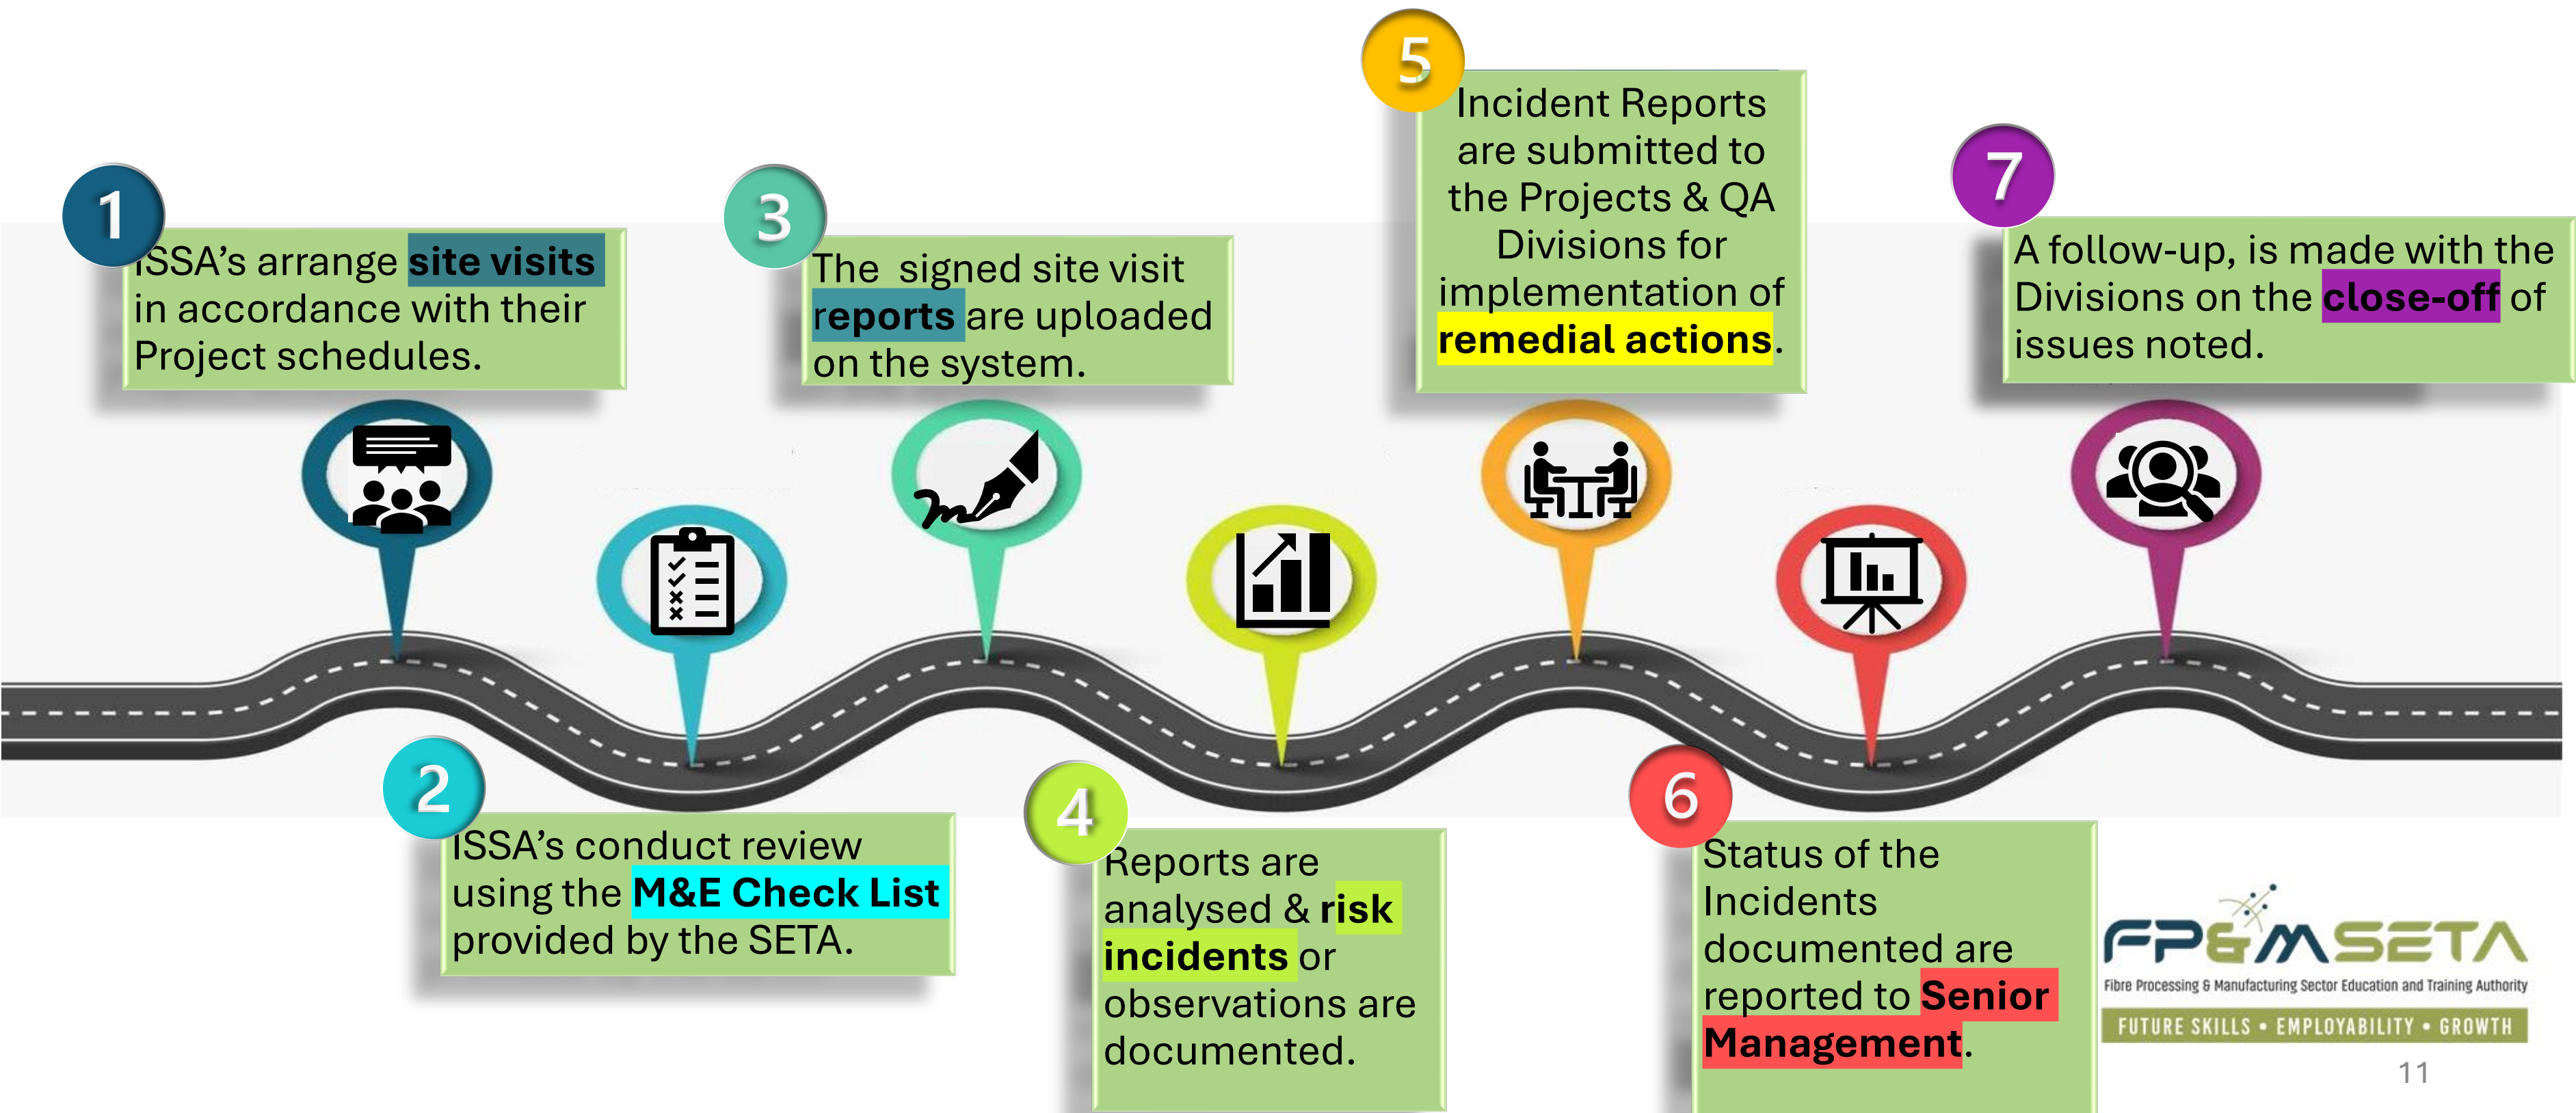 1
ISSA's arrange site visits
in accordance with their
Project schedules.
2
ISSA's conduct review
using the M&E Check List
provided by the SETA.
3
The signed site visit
reports are uploaded
on the system.
4
Reports are
analysed & risk
incidents or
observations are
documented.
5
Incident Reports
are submitted to
the Projects & QA
Divisions for
implementation of
remedial actions.
6
Status of the
Incidents
documented are
reported to Senior
Management.
7
A follow-up, is made with the
Divisions on the close-off of
issues noted.
FP&MSETA
Fibre Processing & Manufacturing Sector Education and Training Authority
FUTURE SKILLS • EMPLOYABILITY • GROWTH
11